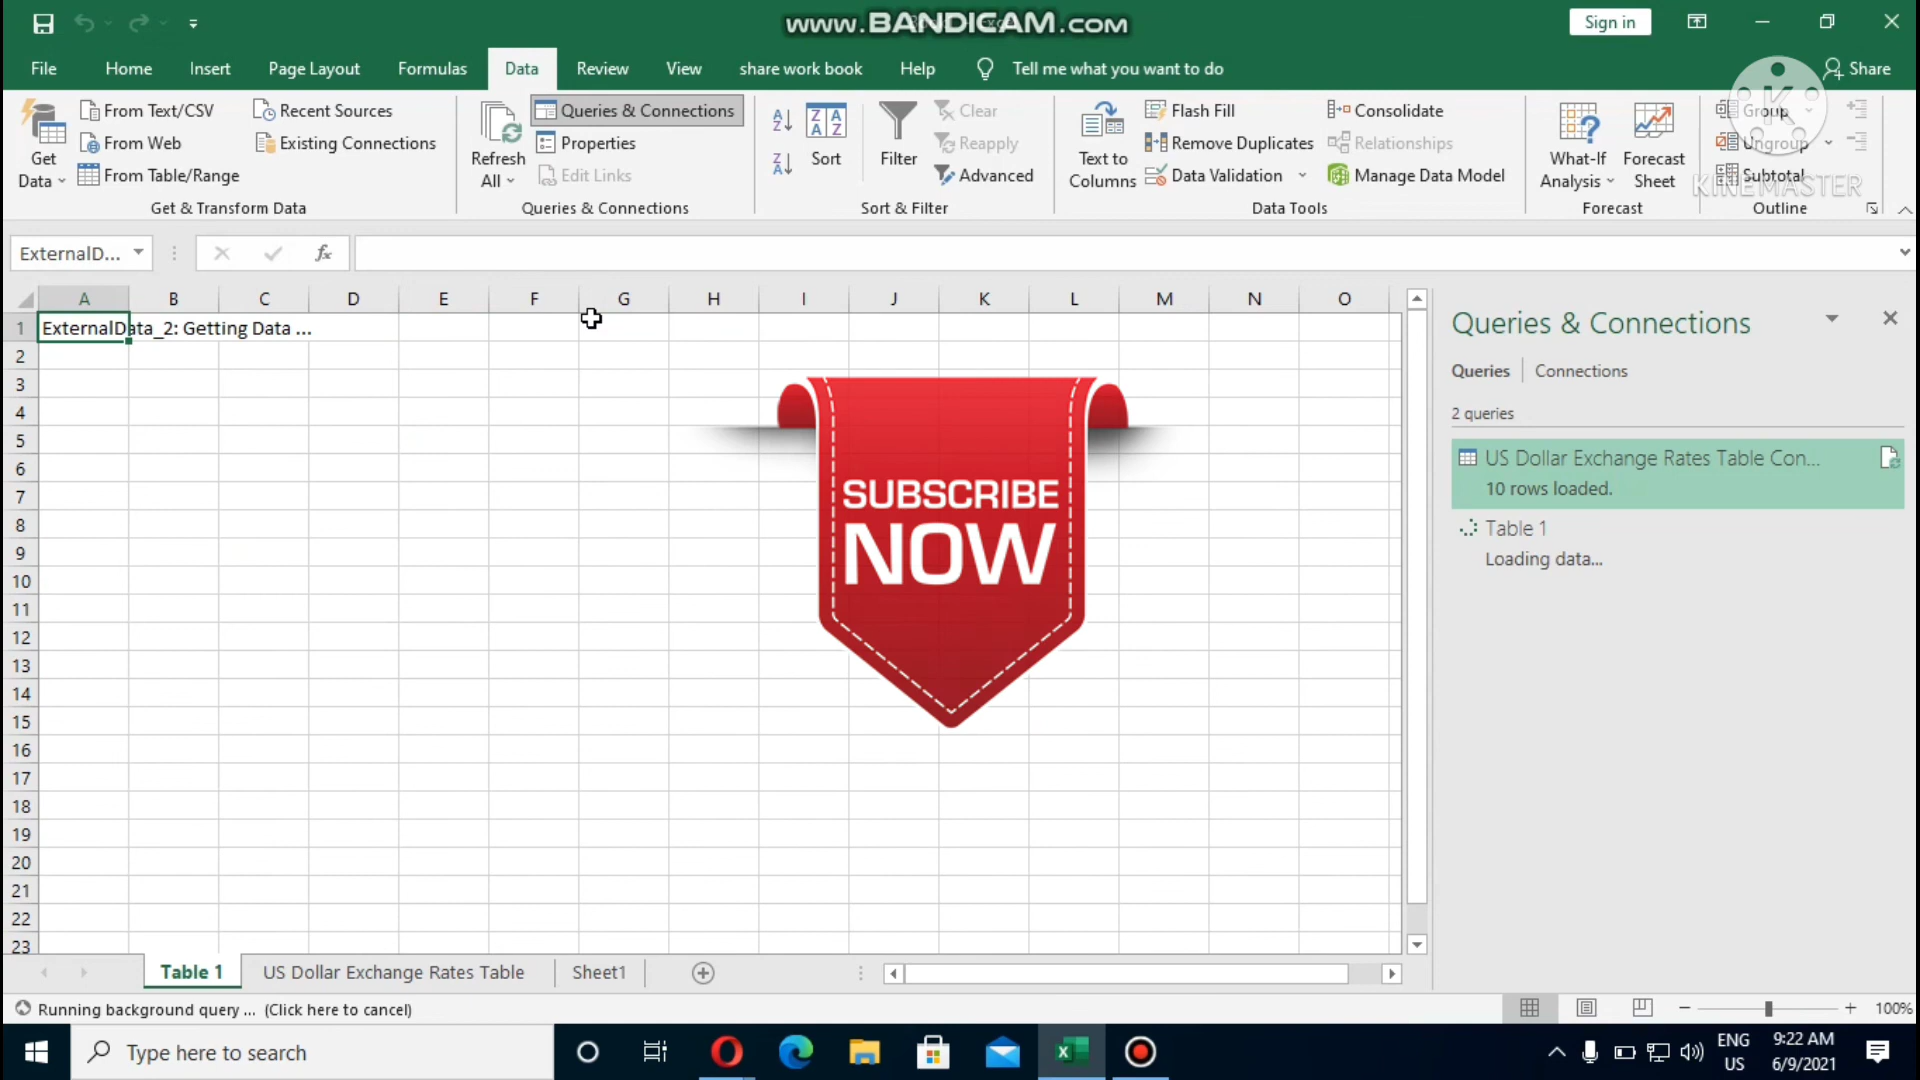 www.BANDICAM.com
Sign in
File
Home
Insert
Page Layout
Formulas
Data
Review
View
share work book
Help
Tell me what you want to do
Share
Get Data
From Text/CSV
From Web
From Table/Range
Recent Sources
Existing Connections
Get & Transform Data
Refresh All
Queries & Connections
Properties
Edit Links
Queries & Connections
Sort
Filter
Clear
Reapply
Advanced
Sort & Filter
Text to Columns
Flash Fill
Remove Duplicates
Data Validation
Consolidate
Relationships
Manage Data Model
Data Tools
What-If Analysis
Forecast Sheet
Forecast
Group
Ungroup
Subtotal
Outline
KINEMASTER
ExternalD...
fx
A B C D E F G H I J K L M N O
1 ExternalData_2: Getting Data ...
2
3
4
5
6
7
8
9
10
11
12
13
14
15
16
17
18
19
20
21
22
23
SUBSCRIBE
NOW
Queries & Connections
Queries
Connections
2 queries
US Dollar Exchange Rates Table Con...
10 rows loaded.
Table 1
Loading data...
Table 1
US Dollar Exchange Rates Table
Sheet1
Running background query ... (Click here to cancel)
100%
Type here to search
ENG
US
9:22 AM
6/9/2021